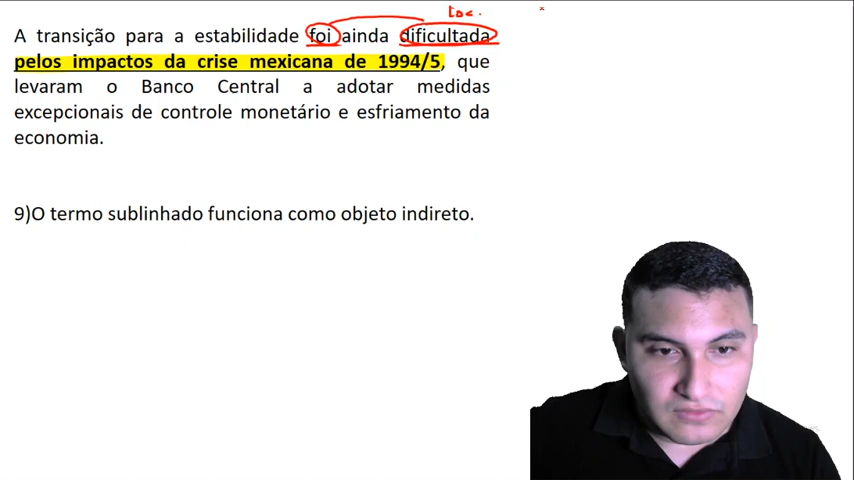 Loc.
A transição para a estabilidade foi ainda dificultada
pelos impactos da crise mexicana de 1994/5, que
levaram o Banco Central a adotar medidas
excepcionais de controle monetário e esfriamento da
economia.
9)O termo sublinhado funciona como objeto indireto.